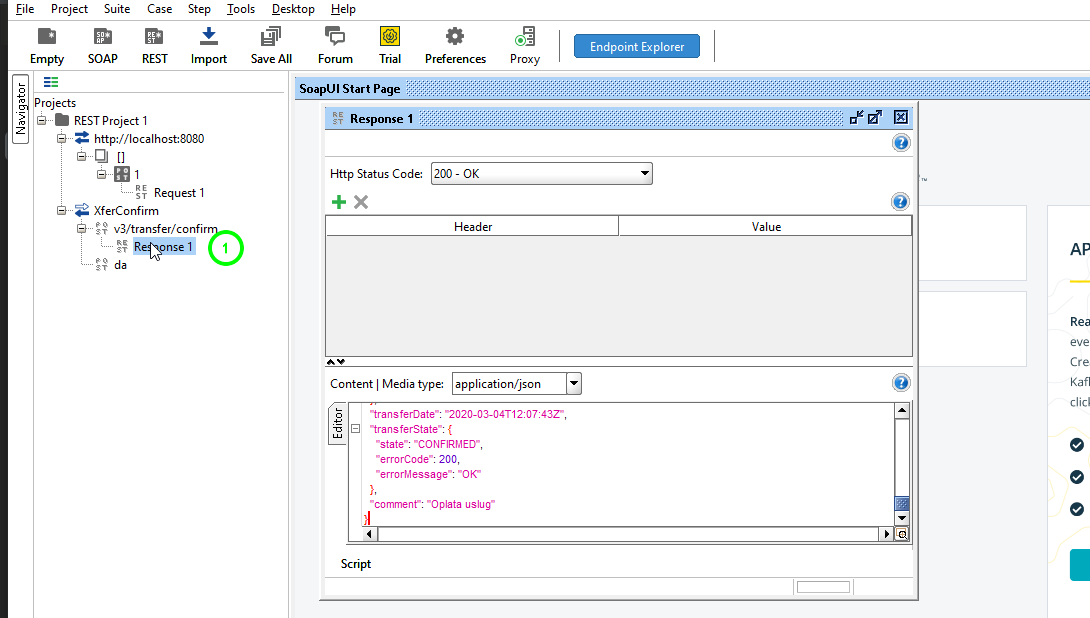 File Project Suite Case Step Tools Desktop Help
Empty SOAP REST Import Save All Forum Trial Preferences Proxy Endpoint Explorer
Navigator
Projects
REST Project 1
http://localhost:8080
[]
1
Request 1
XferConfirm
v3/transfer/confirm
Response 1
1
da
SoapUI Start Page
Response 1
Http Status Code: 200 - OK
Header Value
Content | Media type: application/json
Editor
"transferDate": "2020-03-04T12:07:43Z",
"transferState": {
"state": "CONFIRMED",
"errorCode": 200,
"errorMessage": "OK"
},
"comment": "Oplata uslug"
}
Script
AP
Rea
eve
Cre
Kafl
click